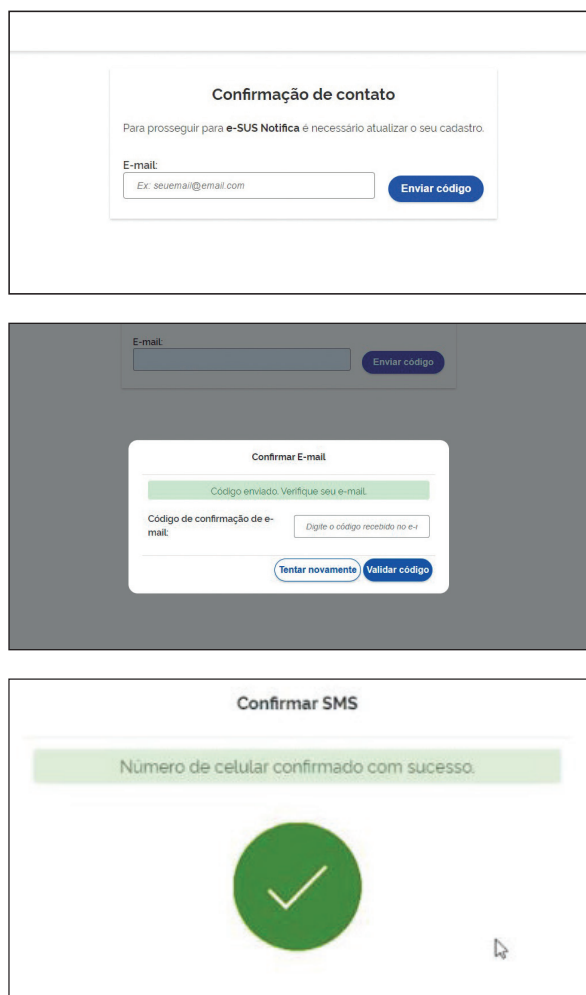 Confirmação de contato
Para prosseguir para e-SUS Notifica é necessário atualizar o seu cadastro.
E-mail:
Ex: seuemail@email.com
Enviar código
E-mail:
Enviar código
Confirmar E-mail
Código enviado. Verifique seu e-mail.
Código de confirmação de e-
mail:
Digite o código recebido no e-
Tentar novamente
Validar código
Confirmar SMS
Número de celular confirmado com sucesso.